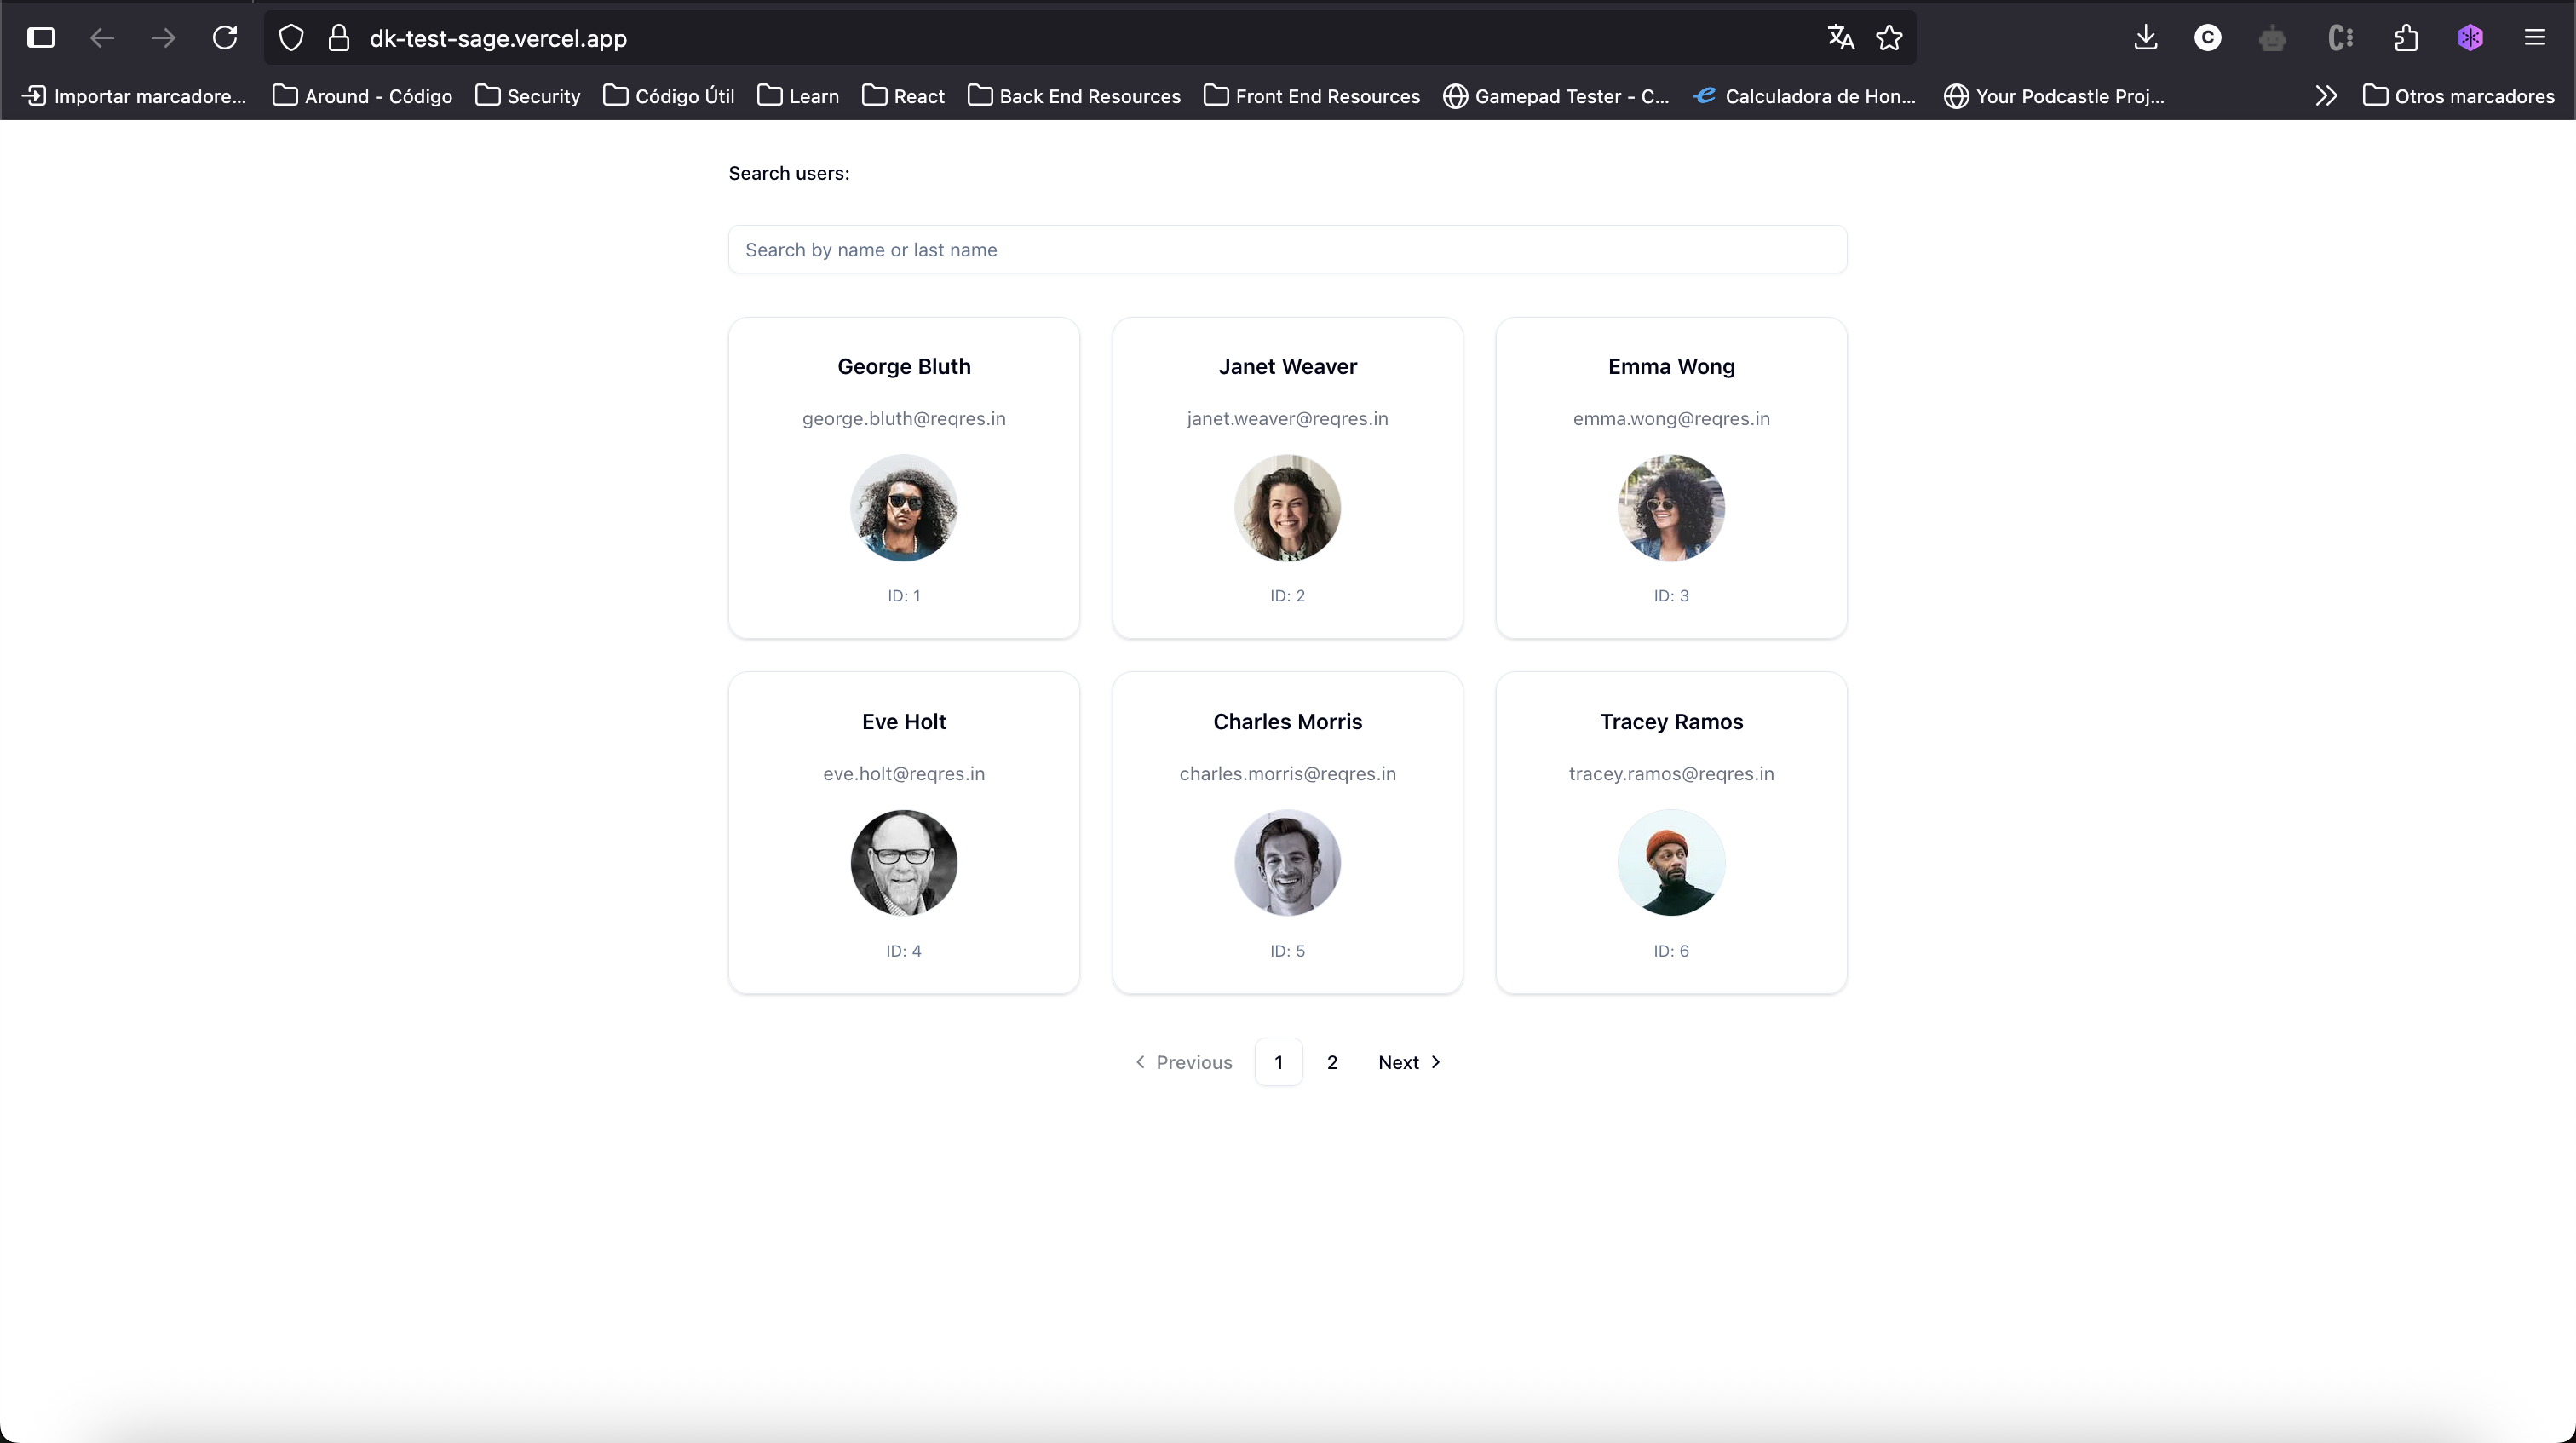 dk-test-sage.vercel.app
Importar marcadore... Around - Código Security Código Útil Learn React Back End Resources Front End Resources Gamepad Tester - C... Calculadora de Hon... Your Podcastle Proj... Otros marcadores
Search users:
Search by name or last name
George Bluth
george.bluth@reqres.in
ID: 1
Janet Weaver
janet.weaver@reqres.in
ID: 2
Emma Wong
emma.wong@reqres.in
ID: 3
Eve Holt
eve.holt@reqres.in
ID: 4
Charles Morris
charles.morris@reqres.in
ID: 5
Tracey Ramos
tracey.ramos@reqres.in
ID: 6
Previous 1 2 Next